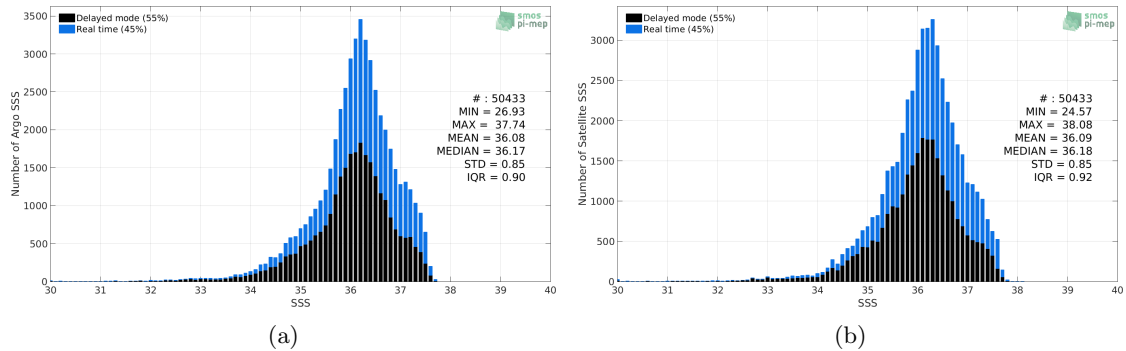 Delayed mode (55%)
Real time (45%)
smos
pi-mep
3500
3000
2500
2000
1500
1000
500
0
Number of Argo SSS
# : 50433
MIN = 26.93
MAX = 37.74
MEAN = 36.08
MEDIAN = 36.17
STD = 0.85
IQR = 0.90
30 31 32 33 34 35 36 37 38 39 40
SSS
(a)
Delayed mode (55%)
Real time (45%)
smos
pi-mep
3000
2500
2000
1500
1000
500
0
Number of Satellite SSS
# : 50433
MIN = 24.57
MAX = 38.08
MEAN = 36.09
MEDIAN = 36.18
STD = 0.85
IQR = 0.92
30 31 32 33 34 35 36 37 38 39 40
SSS
(b)